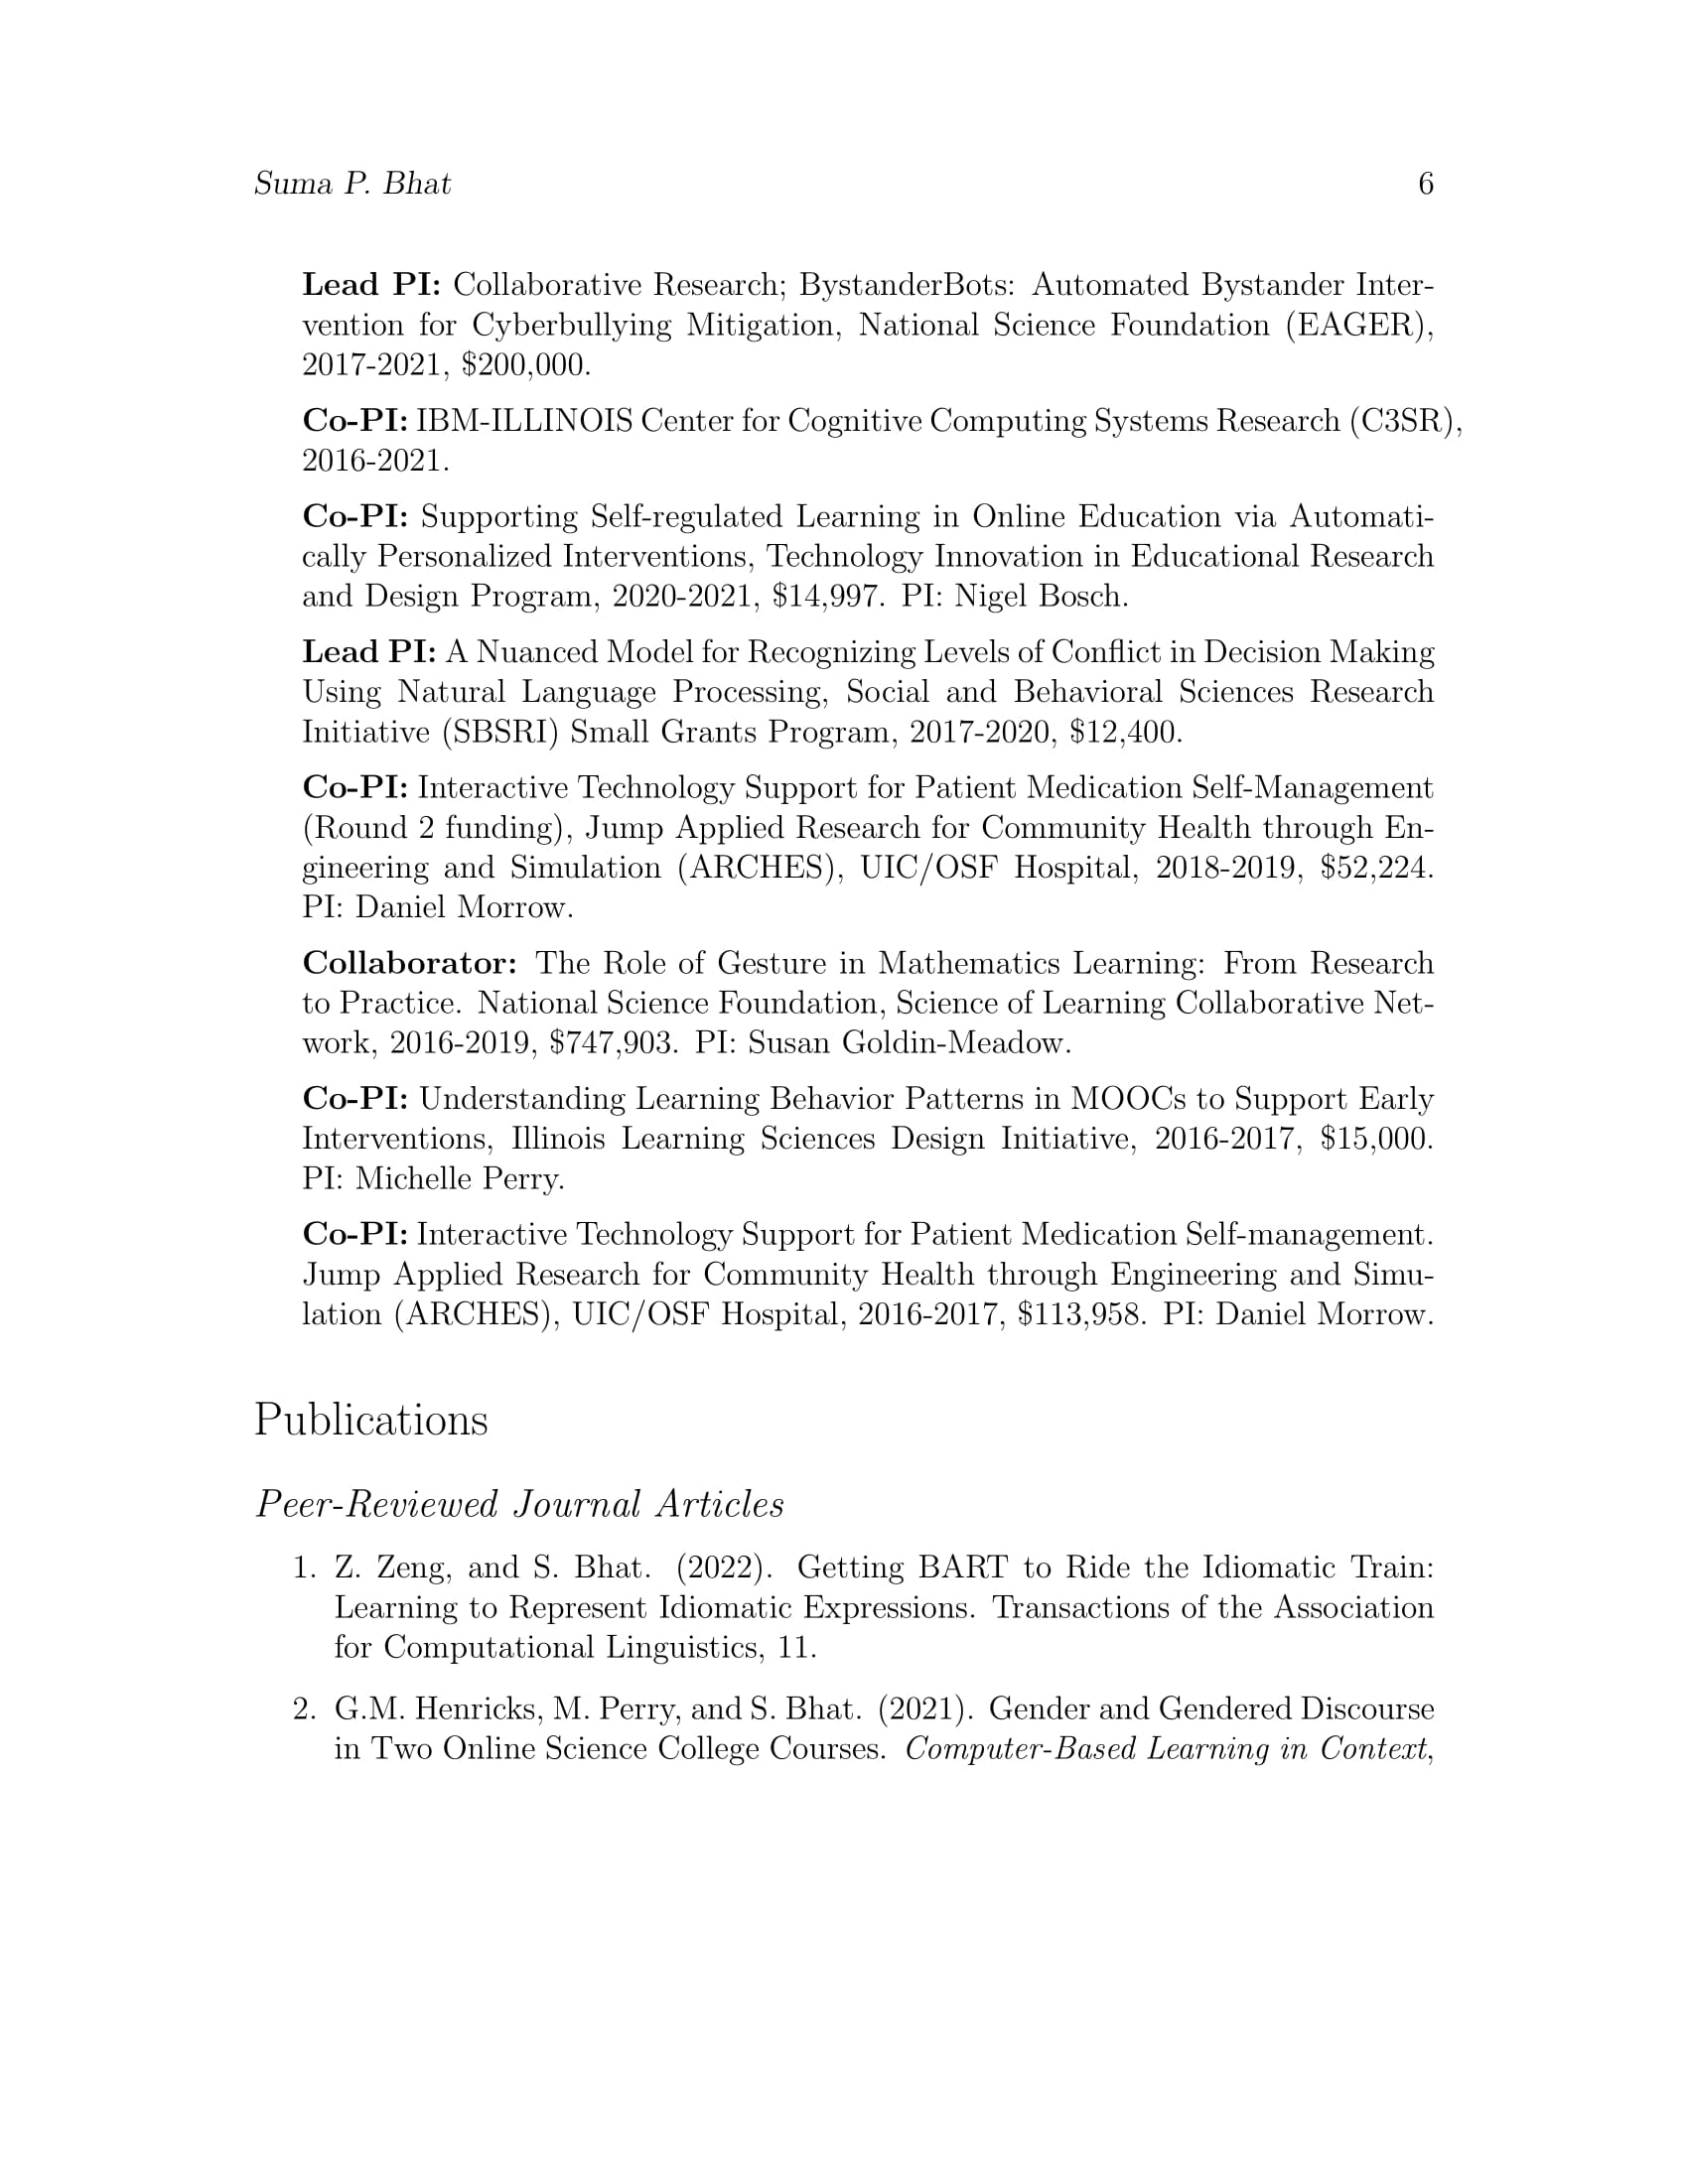 Suma P. Bhat 6
Lead PI: Collaborative Research; BystanderBots: Automated Bystander Inter-
vention for Cyberbullying Mitigation, National Science Foundation (EAGER),
2017-2021, $200,000.
Co-PI: IBM-ILLINOIS Center for Cognitive Computing Systems Research (C3SR),
2016-2021.
Co-PI: Supporting Self-regulated Learning in Online Education via Automati-
cally Personalized Interventions, Technology Innovation in Educational Research
and Design Program, 2020-2021, $14,997. PI: Nigel Bosch.
Lead PI: A Nuanced Model for Recognizing Levels of Conflict in Decision Making
Using Natural Language Processing, Social and Behavioral Sciences Research
Initiative (SBSRI) Small Grants Program, 2017-2020, $12,400.
Co-PI: Interactive Technology Support for Patient Medication Self-Management
(Round 2 funding), Jump Applied Research for Community Health through En-
gineering and Simulation (ARCHES), UIC/OSF Hospital, 2018-2019, $52,224.
PI: Daniel Morrow.
Collaborator: The Role of Gesture in Mathematics Learning: From Research
to Practice. National Science Foundation, Science of Learning Collaborative Net-
work, 2016-2019, $747,903. PI: Susan Goldin-Meadow.
Co-PI: Understanding Learning Behavior Patterns in MOOCs to Support Early
Interventions, Illinois Learning Sciences Design Initiative, 2016-2017, $15,000.
PI: Michelle Perry.
Co-PI: Interactive Technology Support for Patient Medication Self-management.
Jump Applied Research for Community Health through Engineering and Simu-
lation (ARCHES), UIC/OSF Hospital, 2016-2017, $113,958. PI: Daniel Morrow.
Publications
Peer-Reviewed Journal Articles
1. Z. Zeng, and S. Bhat. (2022). Getting BART to Ride the Idiomatic Train:
Learning to Represent Idiomatic Expressions. Transactions of the Association
for Computational Linguistics, 11.
2. G.M. Henricks, M. Perry, and S. Bhat. (2021). Gender and Gendered Discourse
in Two Online Science College Courses. Computer-Based Learning in Context,